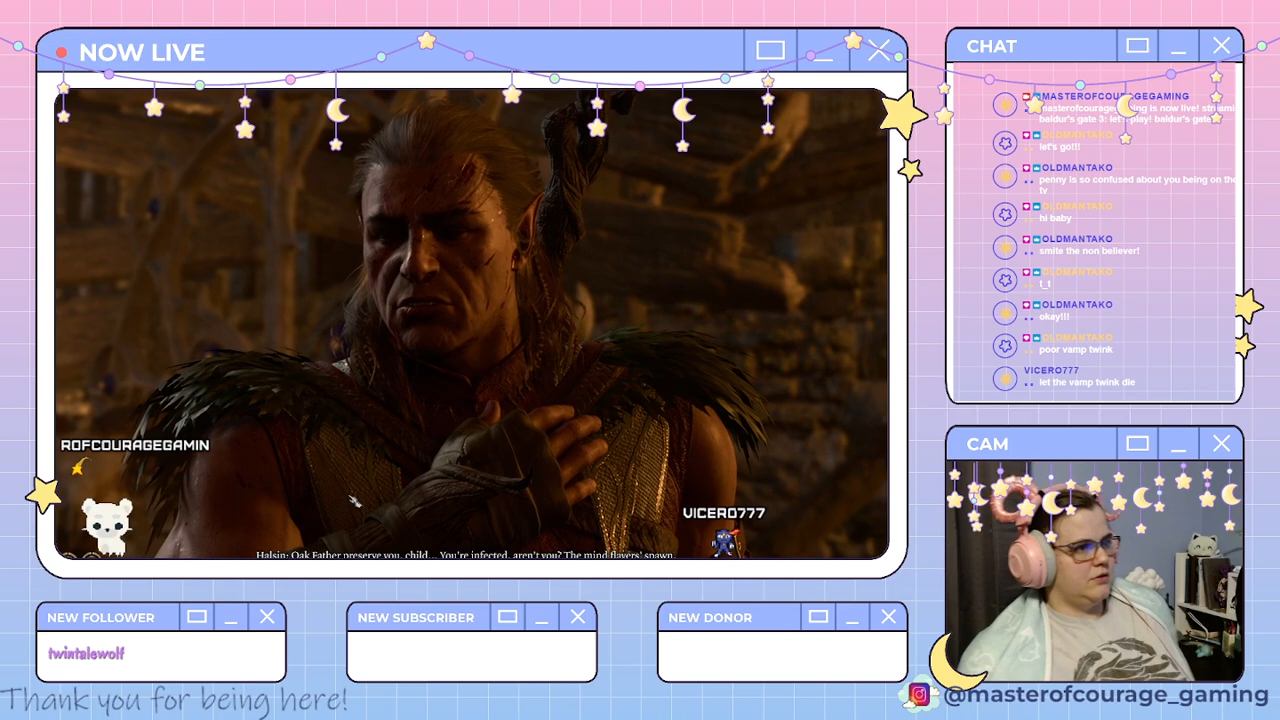 NOW LIVE
CHAT
MASTEROFCOURAGEGAMING
masterofcouragegaming is now live! streaming
baldur's gate 3: let's play! baldur's gate
OLDMANTAKO
let's go!!!
OLDMANTAKO
penny is so confused about you being on the
tv
OLDMANTAKO
hi baby
OLDMANTAKO
smite the non believer!
OLDMANTAKO
t_t
OLDMANTAKO
okay!!!
OLDMANTAKO
poor vamp twink
VICERO777
let the vamp twink die
ROFCOURAGEGAMIN
VICERO777
Halsin: Oak Father preserve you, child... You're infected, aren't you? The mind flayers' spawn.
CAM
NEW FOLLOWER
twintalewolf
NEW SUBSCRIBER
NEW DONOR
Thank you for being here!
@masterofcourage_gaming